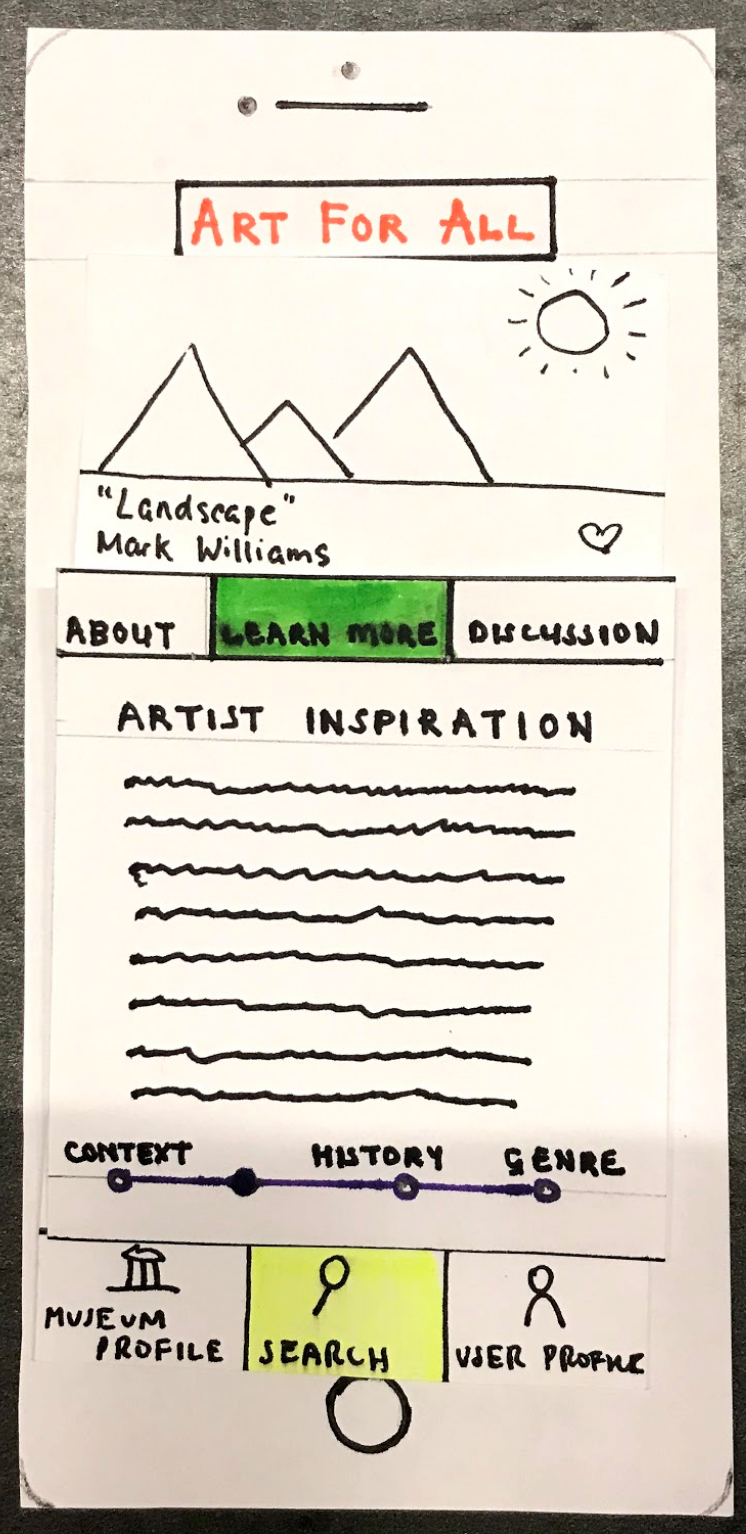 ART FOR ALL
"Landscape"
Mark Williams
ABOUT LEARN MORE DISCUSSION
ARTIST INSPIRATION
CONTEXT HISTORY GENRE
MUSEUM PROFILE
SEARCH
USER PROFILE